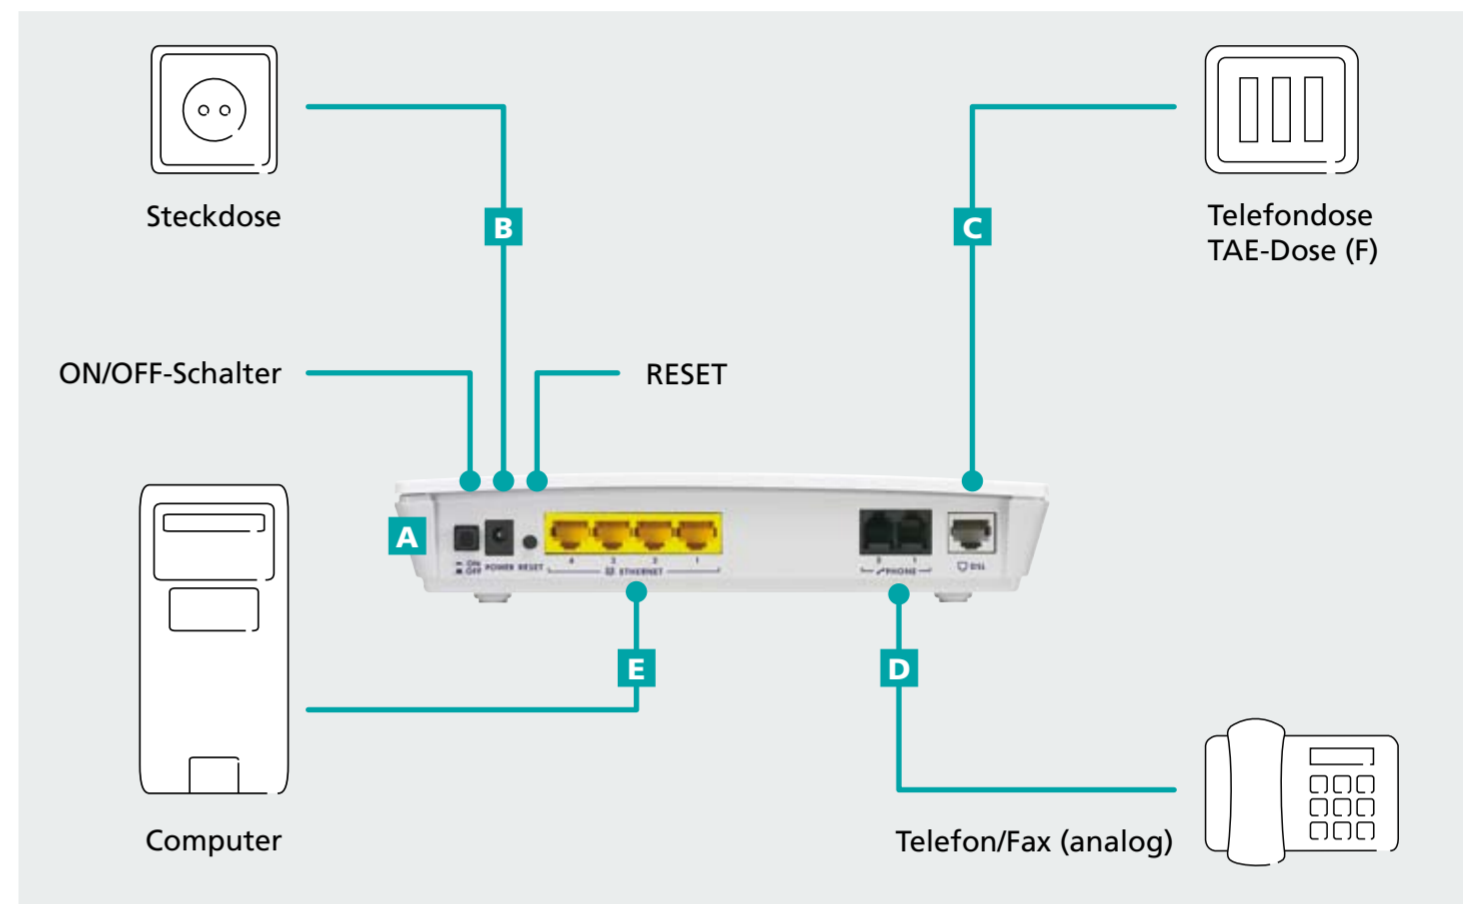 Steckdose
B
C
Telefondose
TAE-Dose (F)
ON/OFF-Schalter
RESET
A
ON
OFF
POWER
RESET
4 3 2 1
ETHERNET
2 1
PHONE
DSL
E
D
Computer
Telefon/Fax (analog)